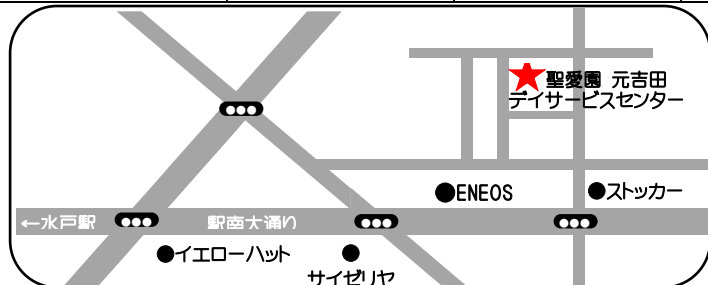 聖愛園 元吉田
デイサービスセンター
●ENEOS
●ストッカー
←水戸駅
駅南大通り
●イエローハット
●
サイゼリヤ